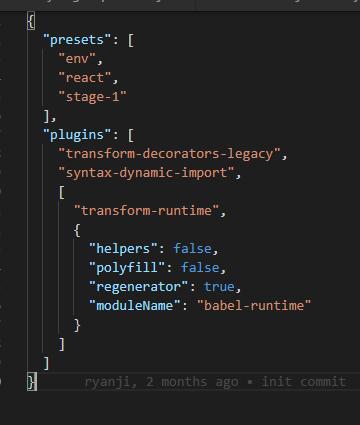 {
"presets": [
"env",
"react",
"stage-1"
],
"plugins": [
"transform-decorators-legacy",
"syntax-dynamic-import",
[
"transform-runtime",
{
"helpers": false,
"polyfill": false,
"regenerator": true,
"moduleName": "babel-runtime"
}
]
]
} ryanji, 2 months ago • init commit